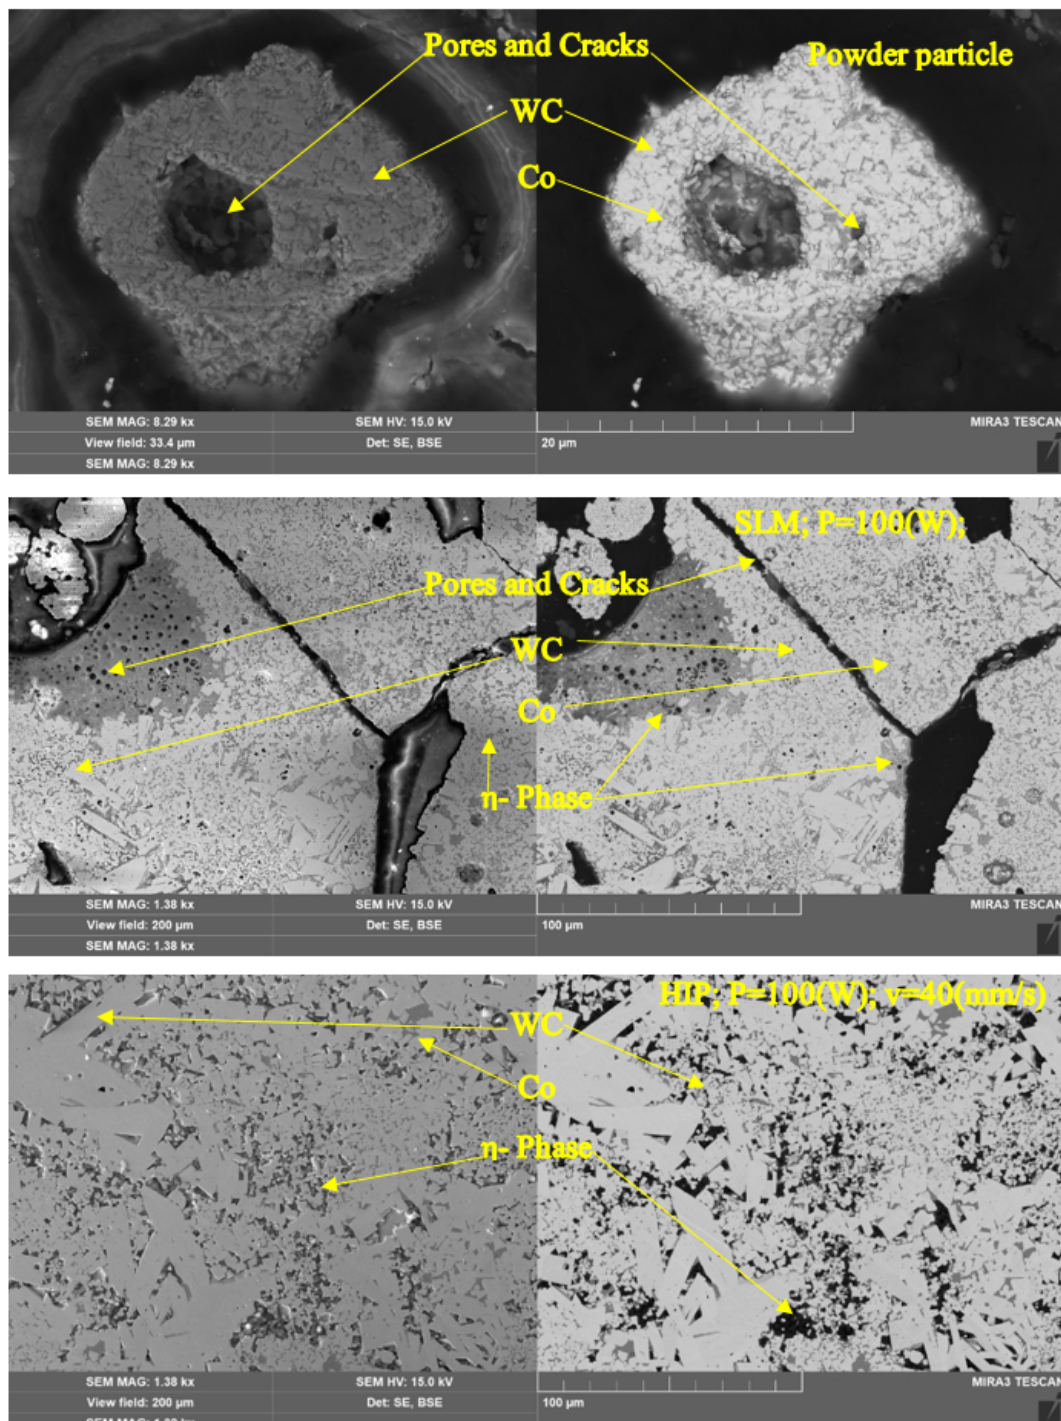 Pores and Cracks
Powder particle
WC
Co
SEM MAG: 8.29 kx
SEM HV: 15.0 kV
MIRA3 TESCAN
View field: 33.4 µm
Det: SE, BSE
20 µm
SEM MAG: 8.29 kx
SLM; P=100(W);
Pores and Cracks
WC
Co
η- Phase
SEM MAG: 1.38 kx
SEM HV: 15.0 kV
MIRA3 TESCAN
View field: 200 µm
Det: SE, BSE
100 µm
SEM MAG: 1.38 kx
HIP; P=100(W); v=40(mm/s)
WC
Co
η- Phase
SEM MAG: 1.38 kx
SEM HV: 15.0 kV
MIRA3 TESCAN
View field: 200 µm
Det: SE, BSE
100 µm